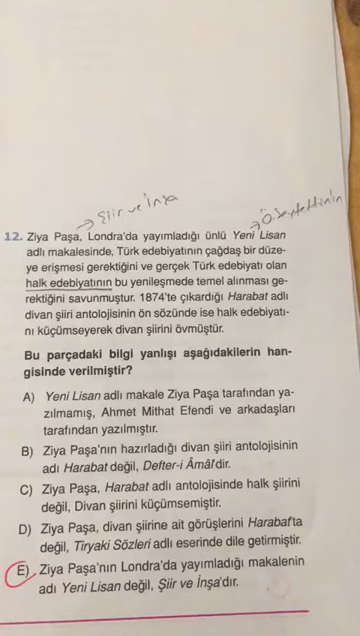 → Şiir ve İnşa
→ Ö. Seyfettinin
12. Ziya Paşa, Londra'da yayımladığı ünlü Yeni Lisan
adlı makalesinde, Türk edebiyatının çağdaş bir düze-
ye erişmesi gerektiğini ve gerçek Türk edebiyatı olan
halk edebiyatının bu yenileşmede temel alınması ge-
rektiğini savunmuştur. 1874'te çıkardığı Harabat adlı
divan şiiri antolojisinin ön sözünde ise halk edebiyatı-
nı küçümseyerek divan şiirini övmüştür.
Bu parçadaki bilgi yanlışı aşağıdakilerin han-
gisinde verilmiştir?
A) Yeni Lisan adlı makale Ziya Paşa tarafından ya-
zılmamış, Ahmet Mithat Efendi ve arkadaşları
tarafından yazılmıştır.
B) Ziya Paşa'nın hazırladığı divan şiiri antolojisinin
adı Harabat değil, Defter-i Âmâl'dir.
C) Ziya Paşa, Harabat adlı antolojisinde halk şiirini
değil, Divan şiirini küçümsemiştir.
D) Ziya Paşa, divan şiirine ait görüşlerini Harabat'ta
değil, Tiryaki Sözleri adlı eserinde dile getirmiştir.
E) Ziya Paşa'nın Londra'da yayımladığı makalenin
adı Yeni Lisan değil, Şiir ve İnşa'dır.